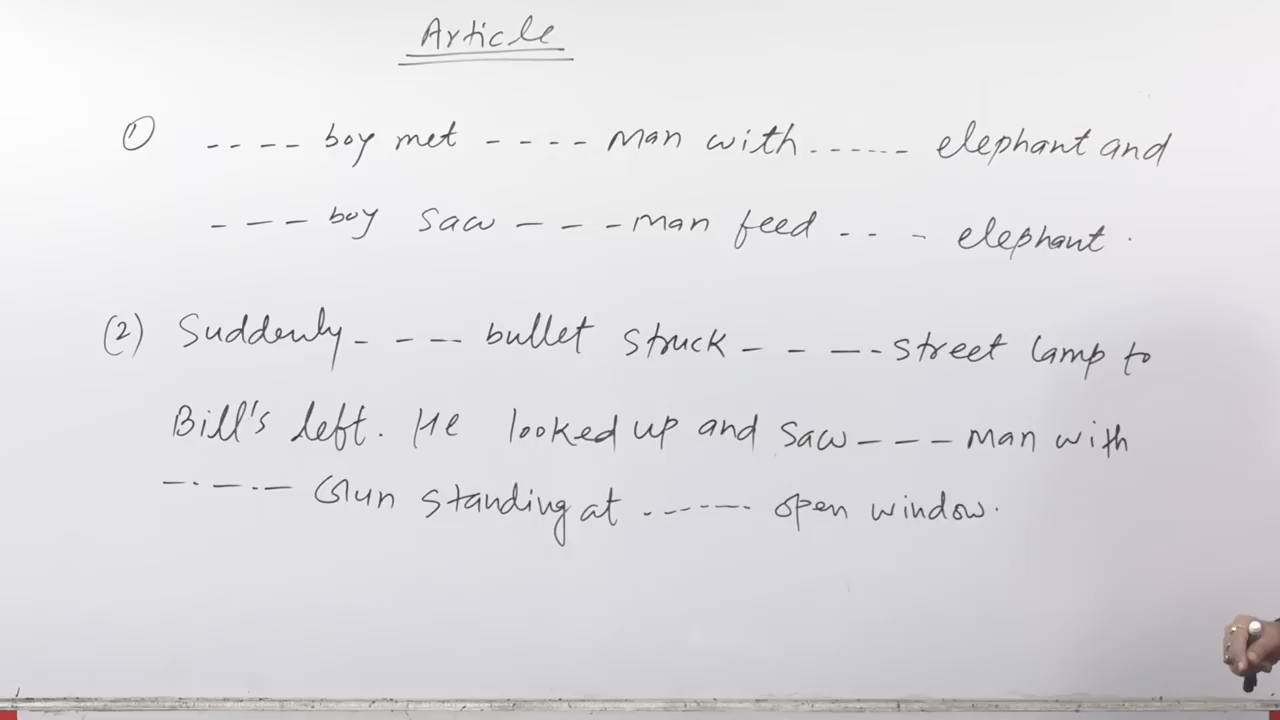 Article
① ---- boy met ---- man with ------ elephant and
--- boy saw --- man feed --- elephant.
(2) Suddenly --- bullet struck ---- street lamp to
Bill's left. He looked up and saw --- man with
----- Gun standing at ------ open window.